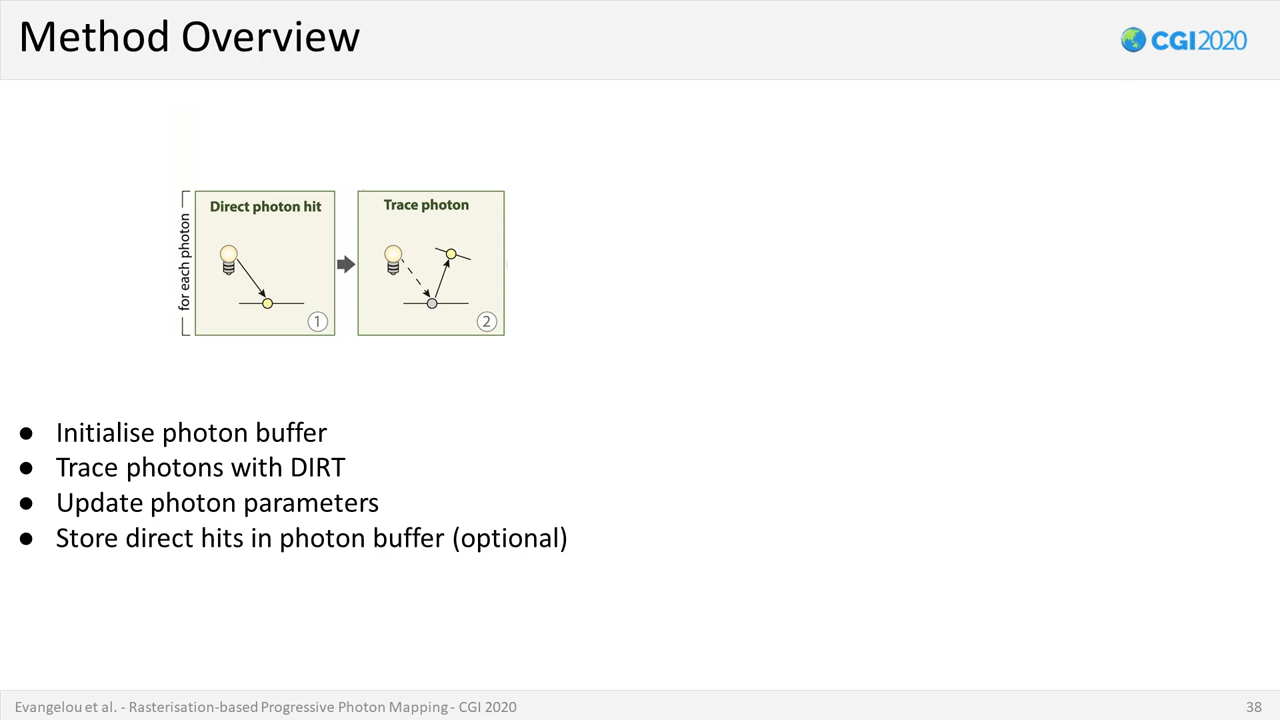 Method Overview
CGI2020
for each photon
Direct photon hit
1
Trace photon
2
● Initialise photon buffer
● Trace photons with DIRT
● Update photon parameters
● Store direct hits in photon buffer (optional)
Evangelou et al. - Rasterisation-based Progressive Photon Mapping - CGI 2020
38